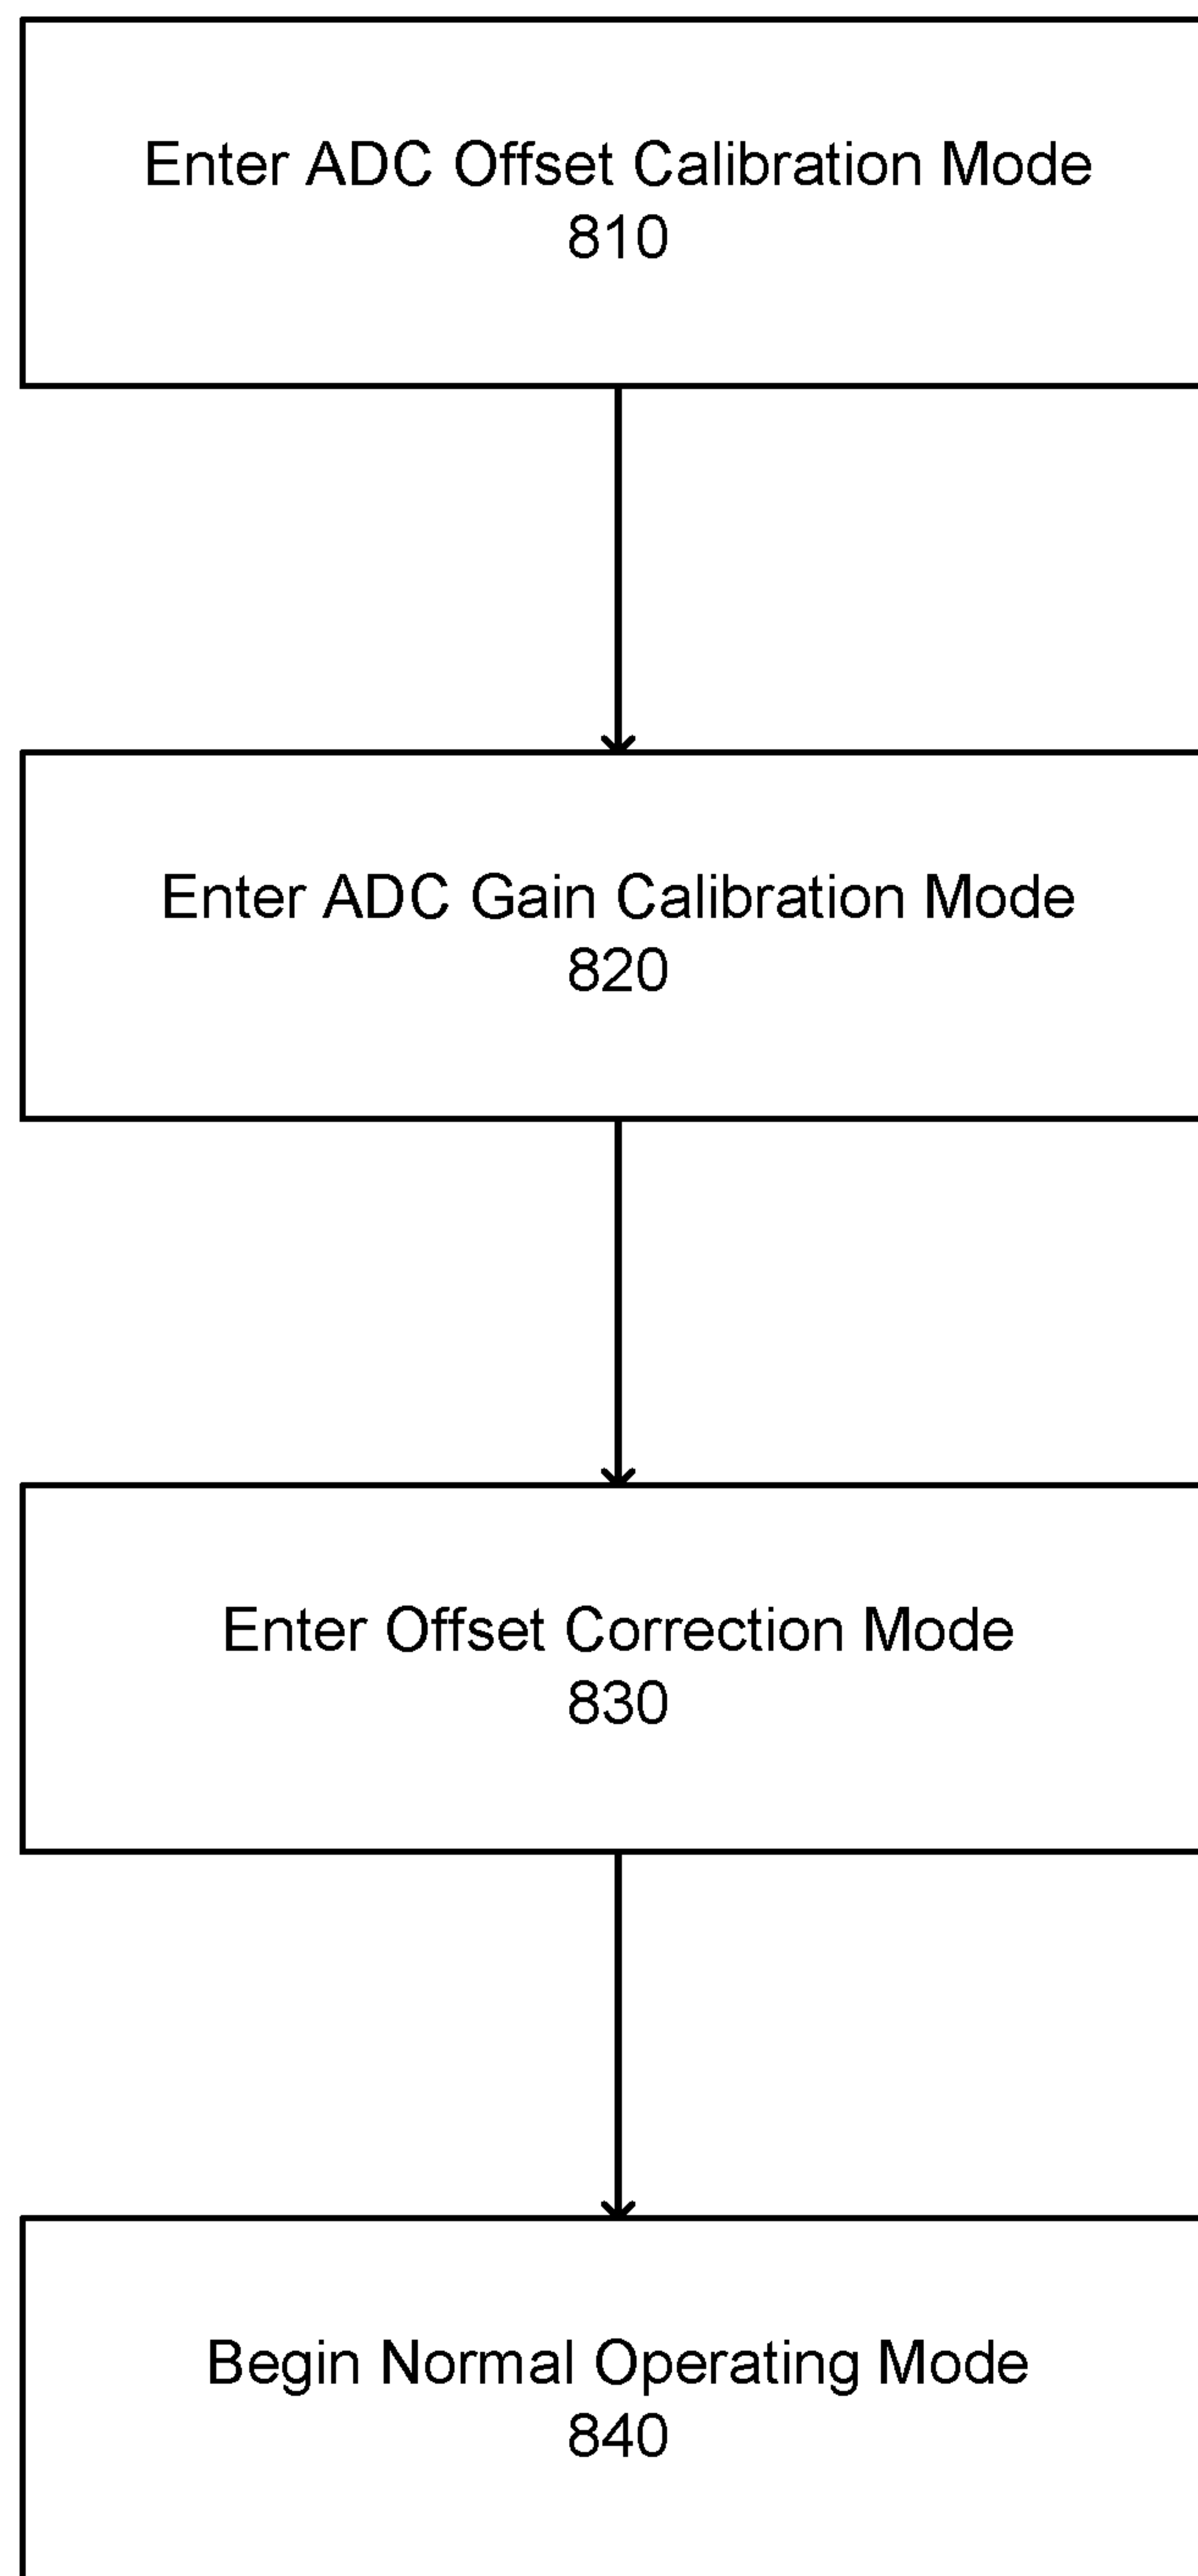 Enter ADC Offset Calibration Mode
810
Enter ADC Gain Calibration Mode
820
Enter Offset Correction Mode
830
Begin Normal Operating Mode
840